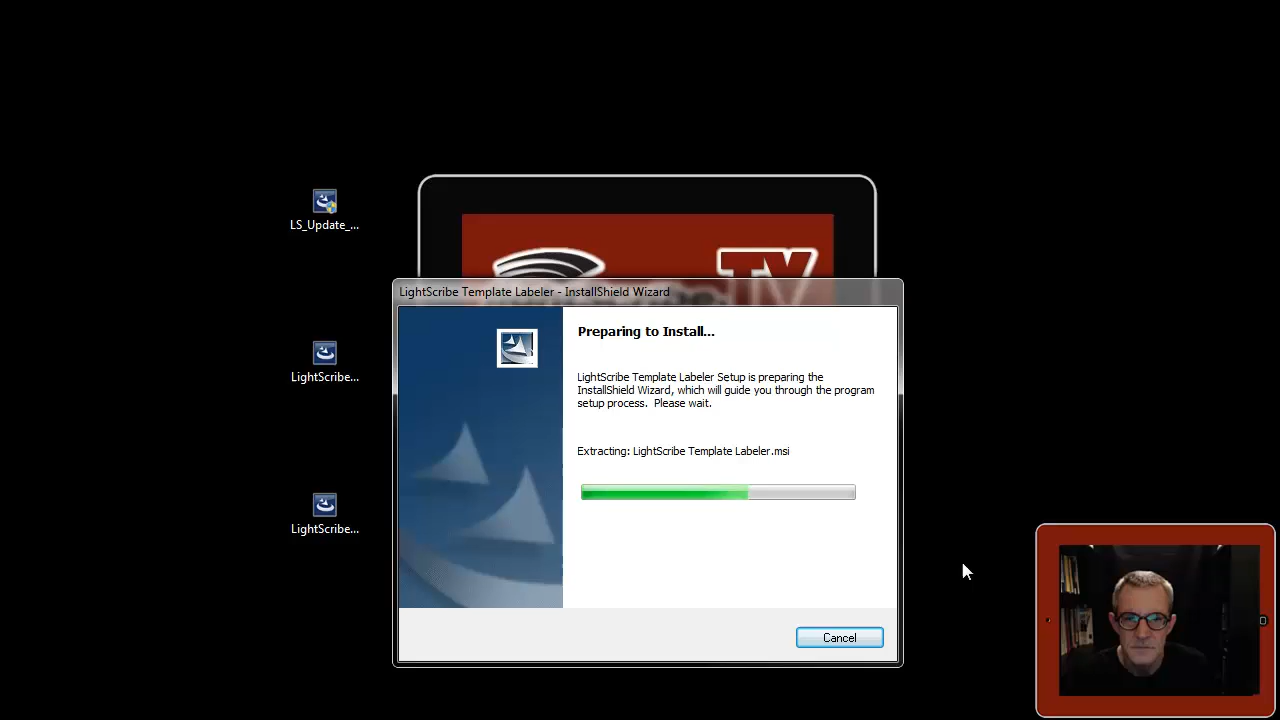 LS_Update_...
TV
LightScribe Template Labeler - InstallShield Wizard
Preparing to Install...
LightScribe...
LightScribe Template Labeler Setup is preparing the
InstallShield Wizard, which will guide you through the program
setup process. Please wait.
Extracting: LightScribe Template Labeler.msi
LightScribe...
Cancel